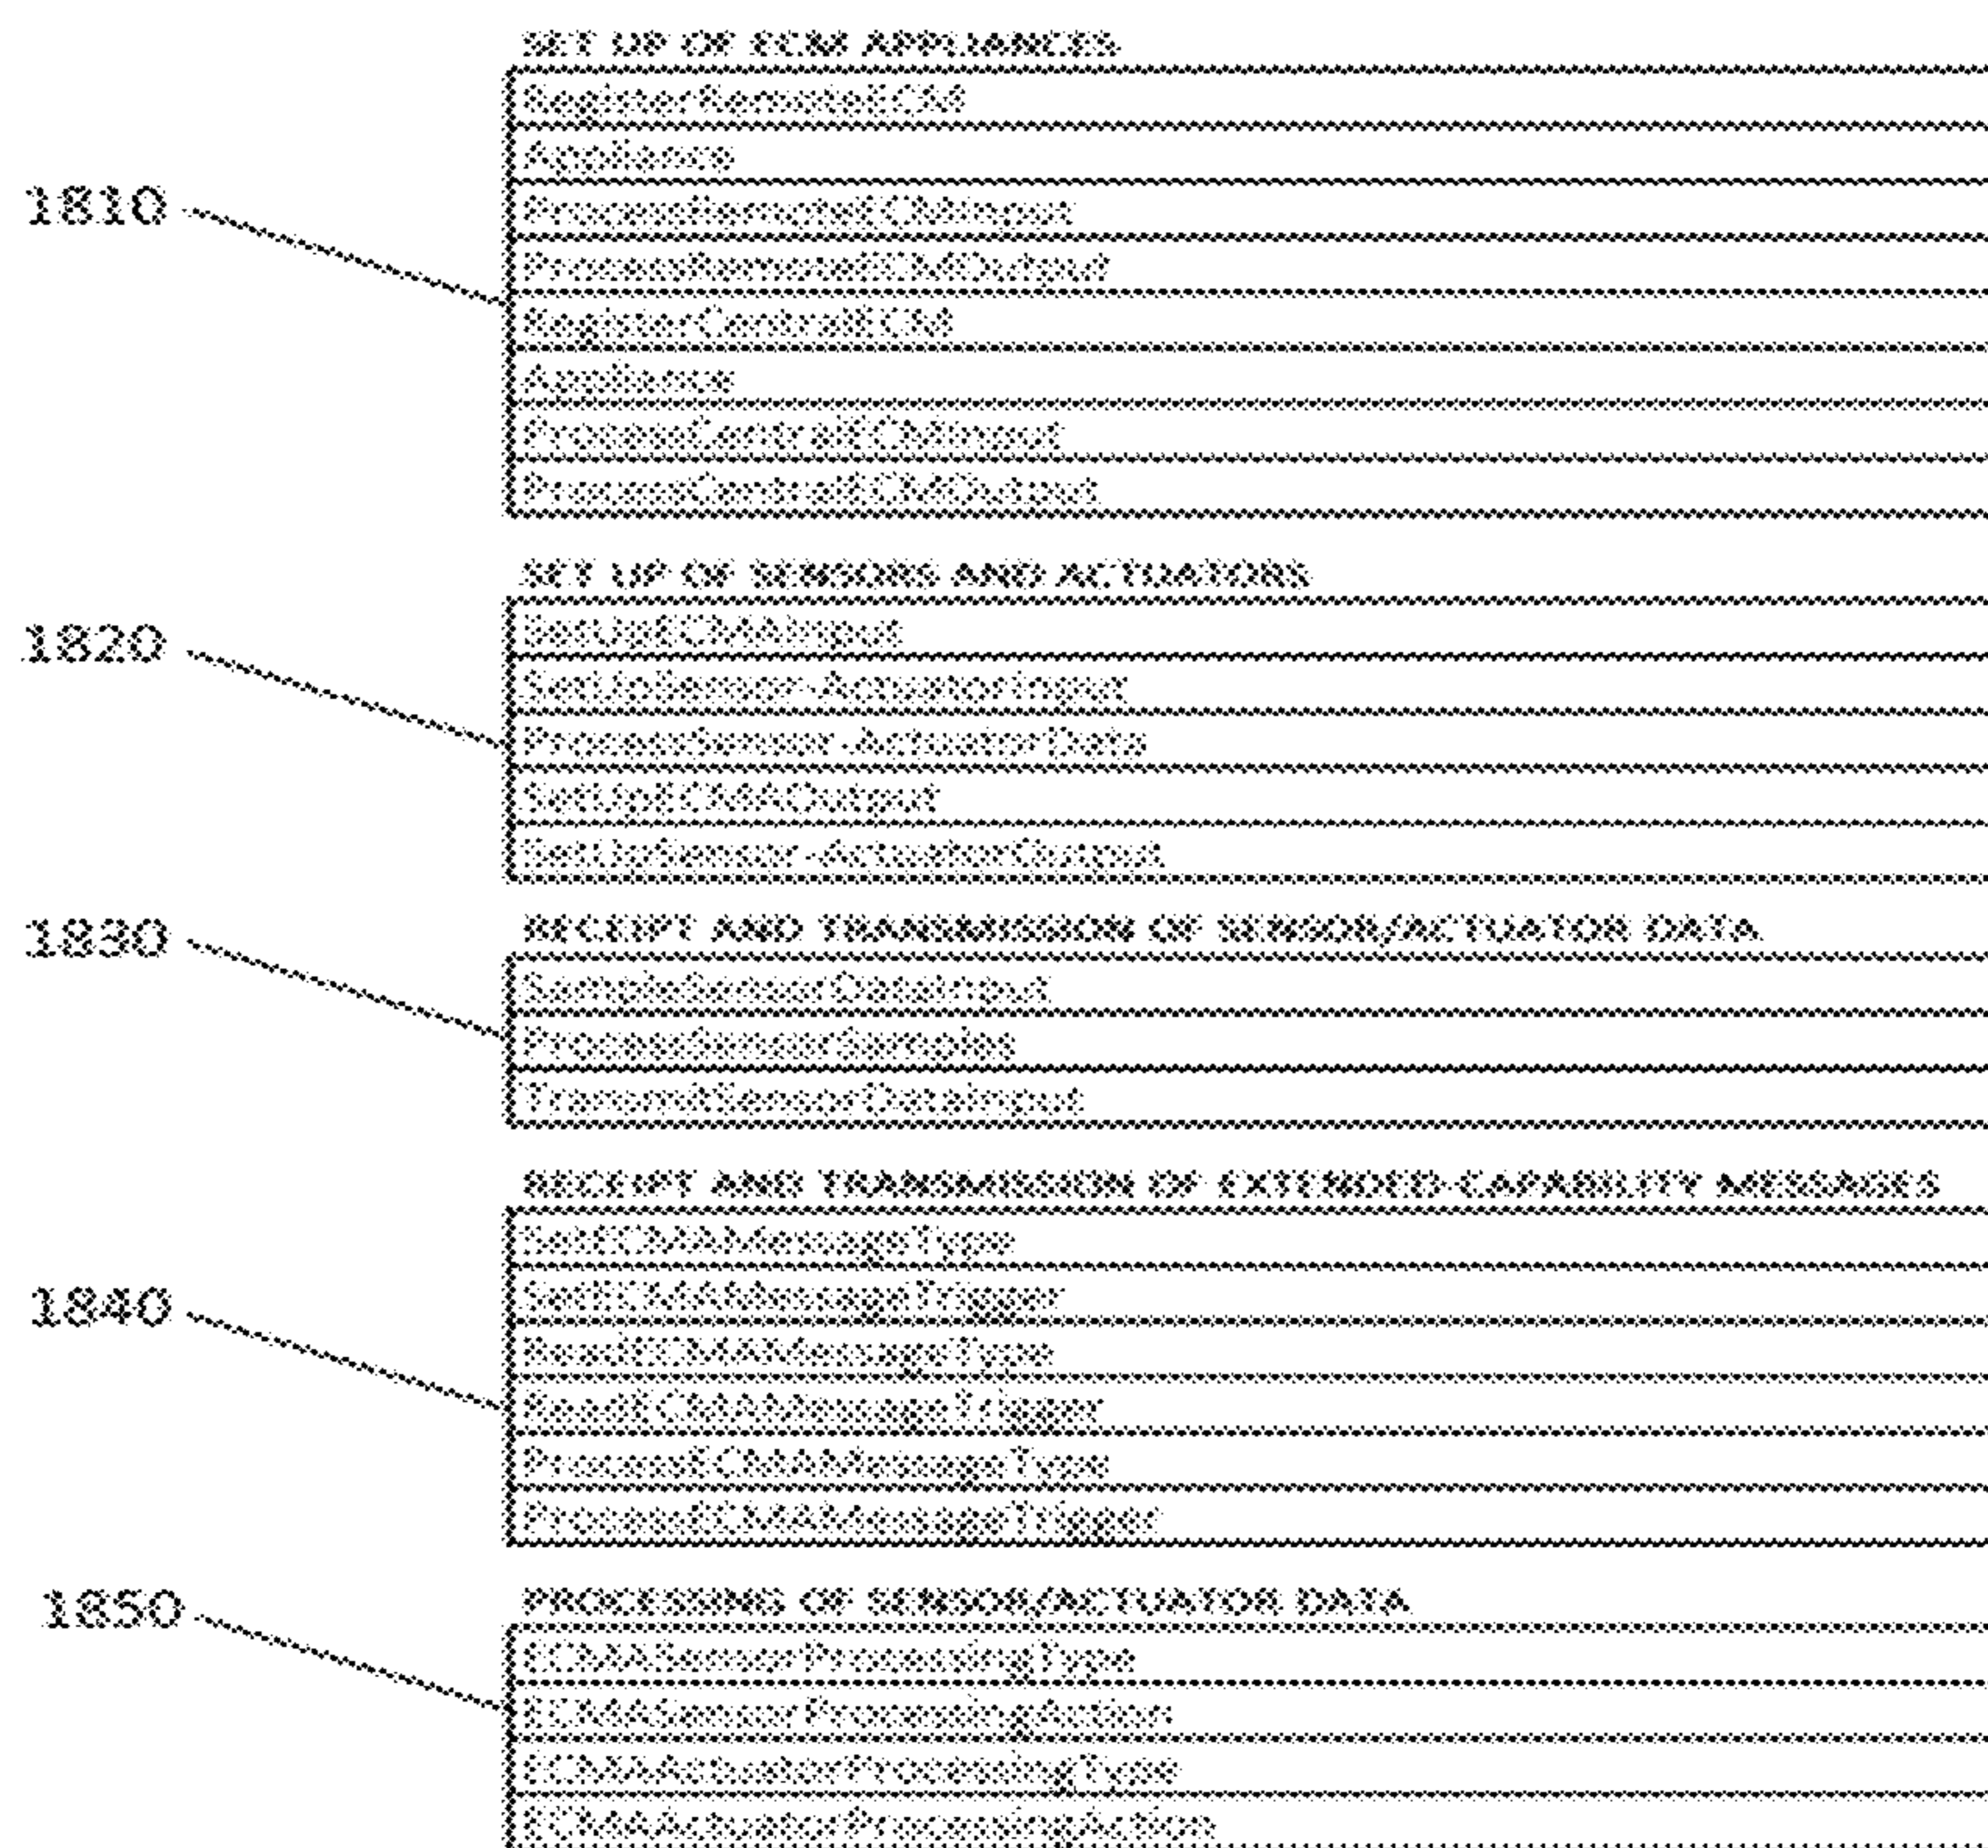 SET UP OF ECM APPLIANCES
RegisterRemoteECM
Appliance
1810
ProcessRemoteECMInput
ProcessRemoteECMOutput
RegisterCentralECM
Appliance
ProcessCentralECMInput
ProcessCentralECMOutput
SET UP OF SENSORS AND ACTUATORS
SetUpECMAInput
1820
SetUpSensor-ActuatorInput
ProcessSensor-ActuatorData
SetUpECMAOutput
SetUpSensor-ActuatorOutput
RECEIPT AND TRANSMISSION OF SENSOR/ACTUATOR DATA
1830
SampleSensorDataInput
ProcessSensorSamples
TransmitSensorDataInput
RECEIPT AND TRANSMISSION OF EXTENDED-CAPABILITY MESSAGES
SetECMAMessageType
1840
SetECMAMessageTrigger
ReadECMAMessageType
ReadECMAMessageTrigger
ProcessECMAMessageType
ProcessECMAMessageTrigger
1850
PROCESSING OF SENSOR/ACTUATOR DATA
ECMASensorProcessingType
ECMASensorProcessingAction
ECMAActuatorProcessingType
ECMAActuatorProcessingAction